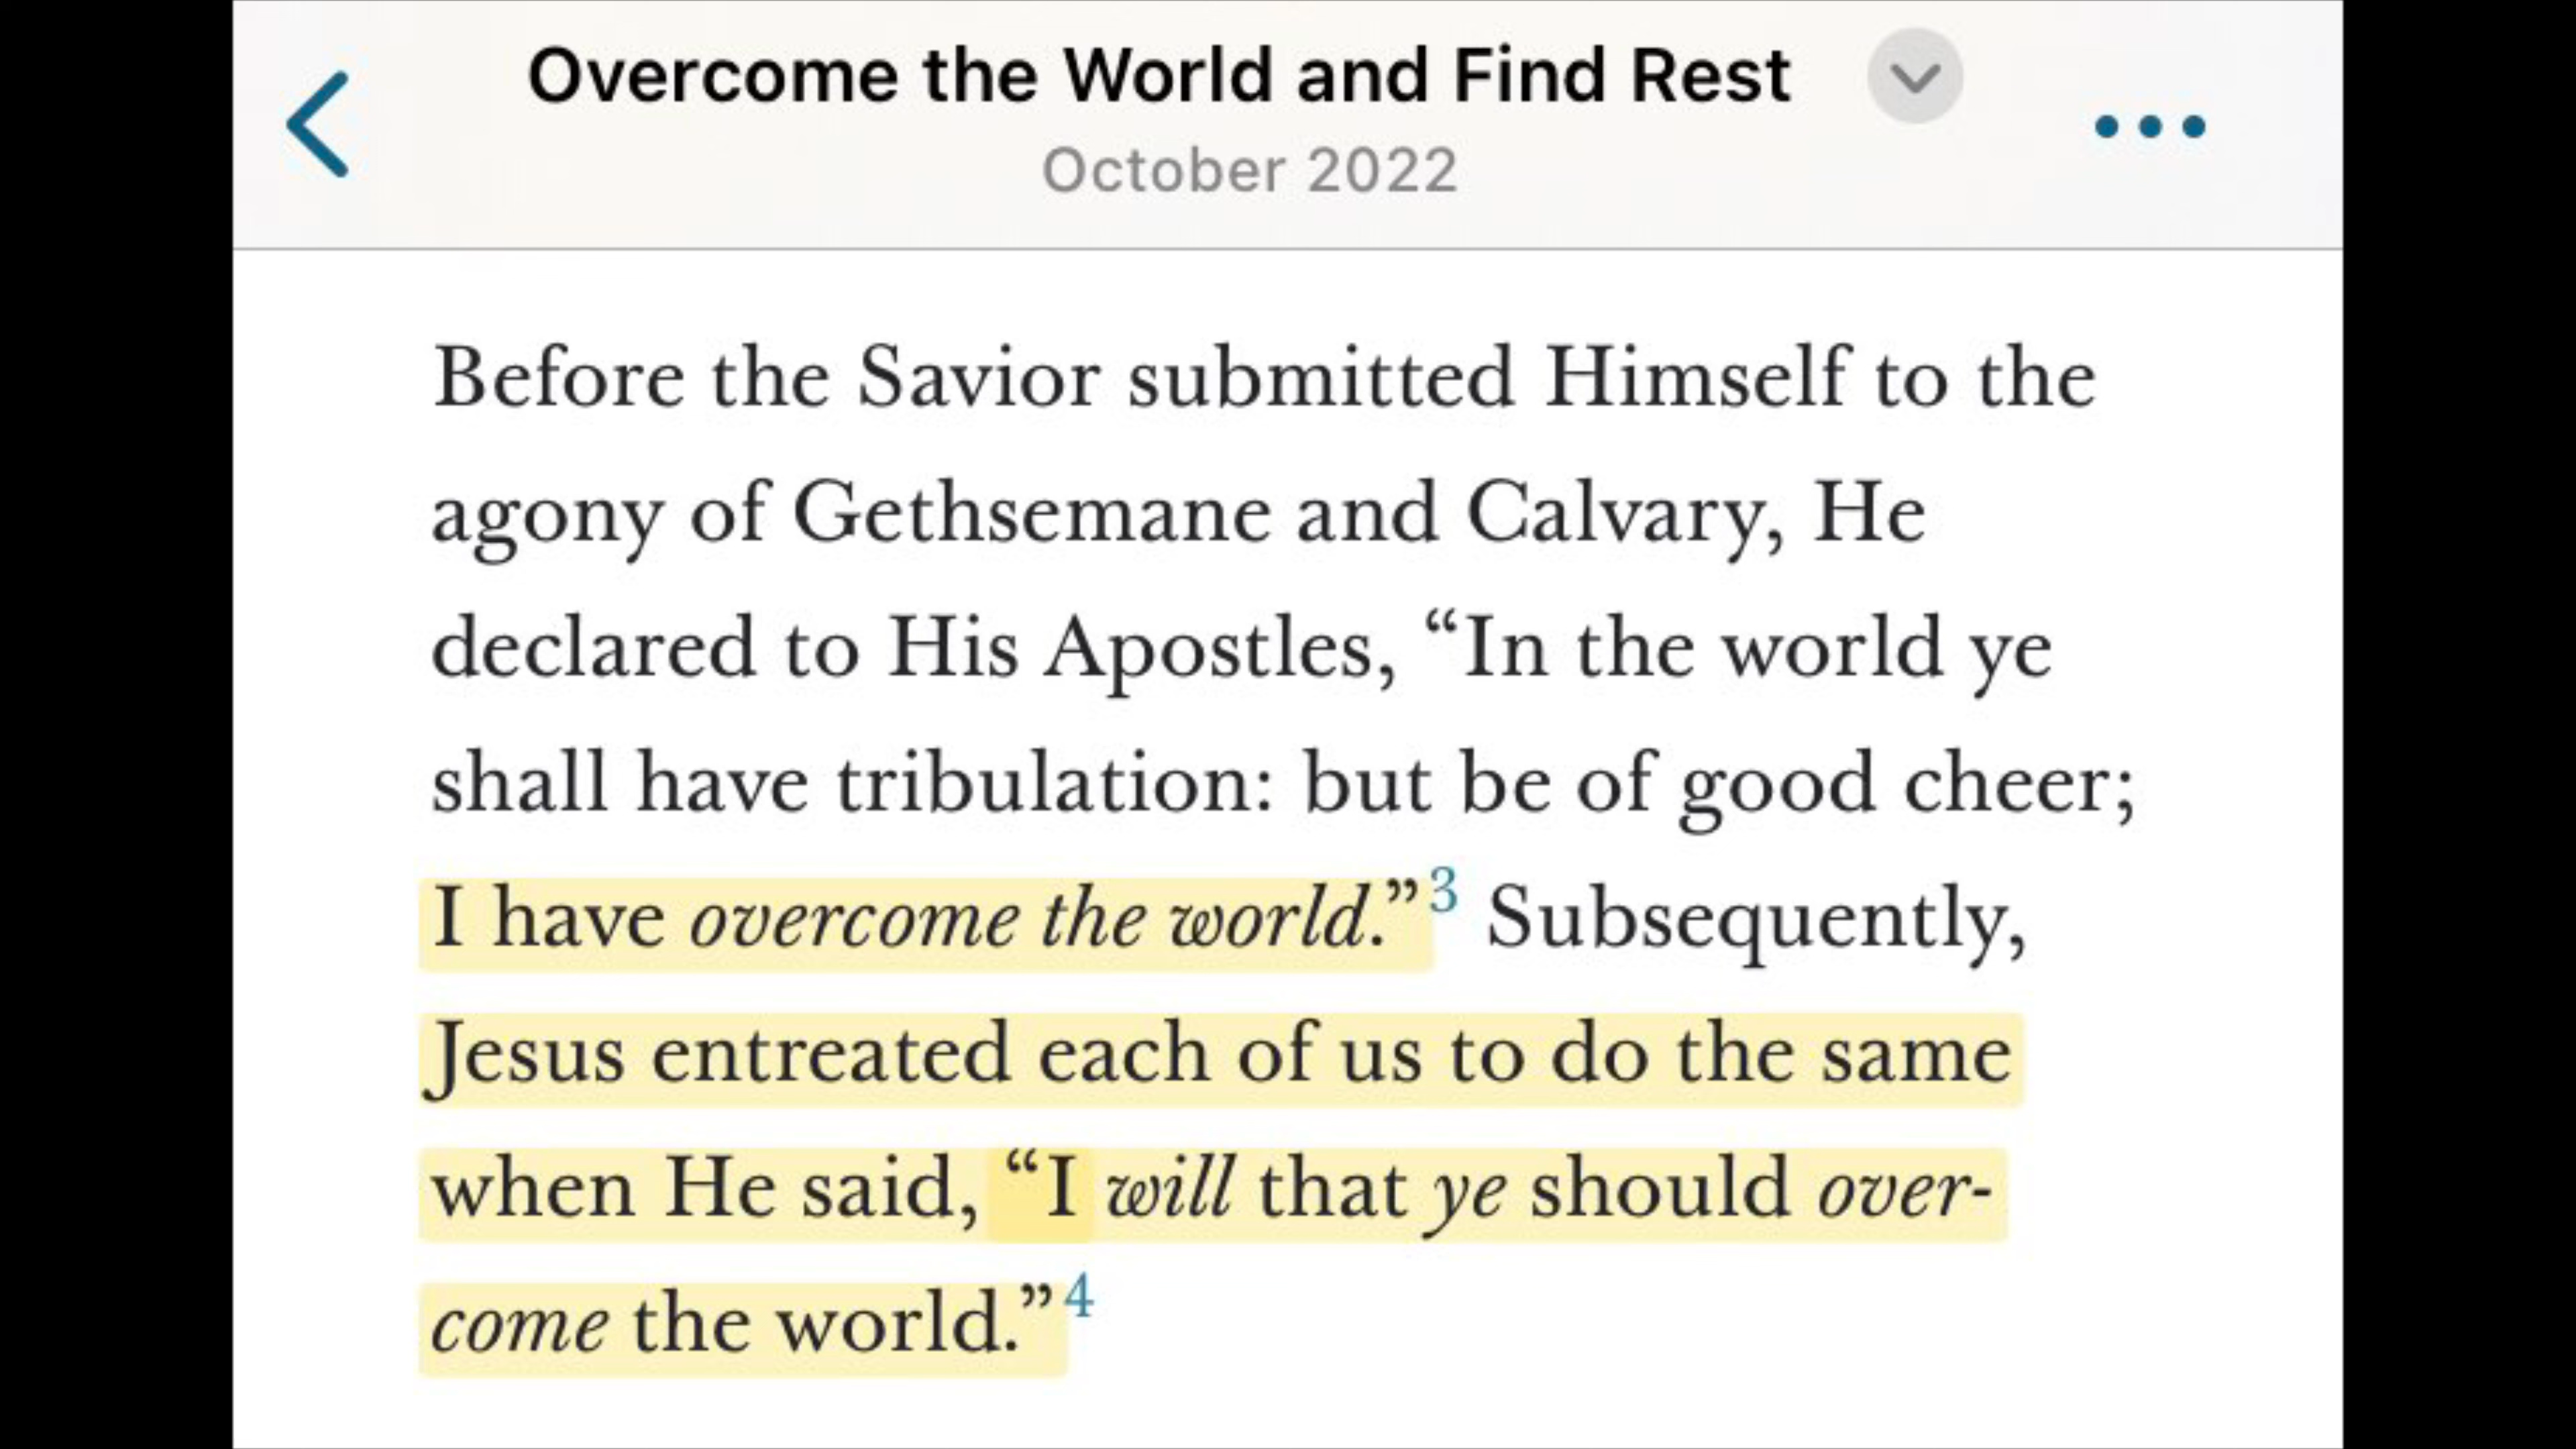 Overcome the World and Find Rest
October 2022
Before the Savior submitted Himself to the
agony of Gethsemane and Calvary, He
declared to His Apostles, “In the world ye
shall have tribulation: but be of good cheer;
I have overcome the world.”3 Subsequently,
Jesus entreated each of us to do the same
when He said, “I will that ye should over-
come the world.”4